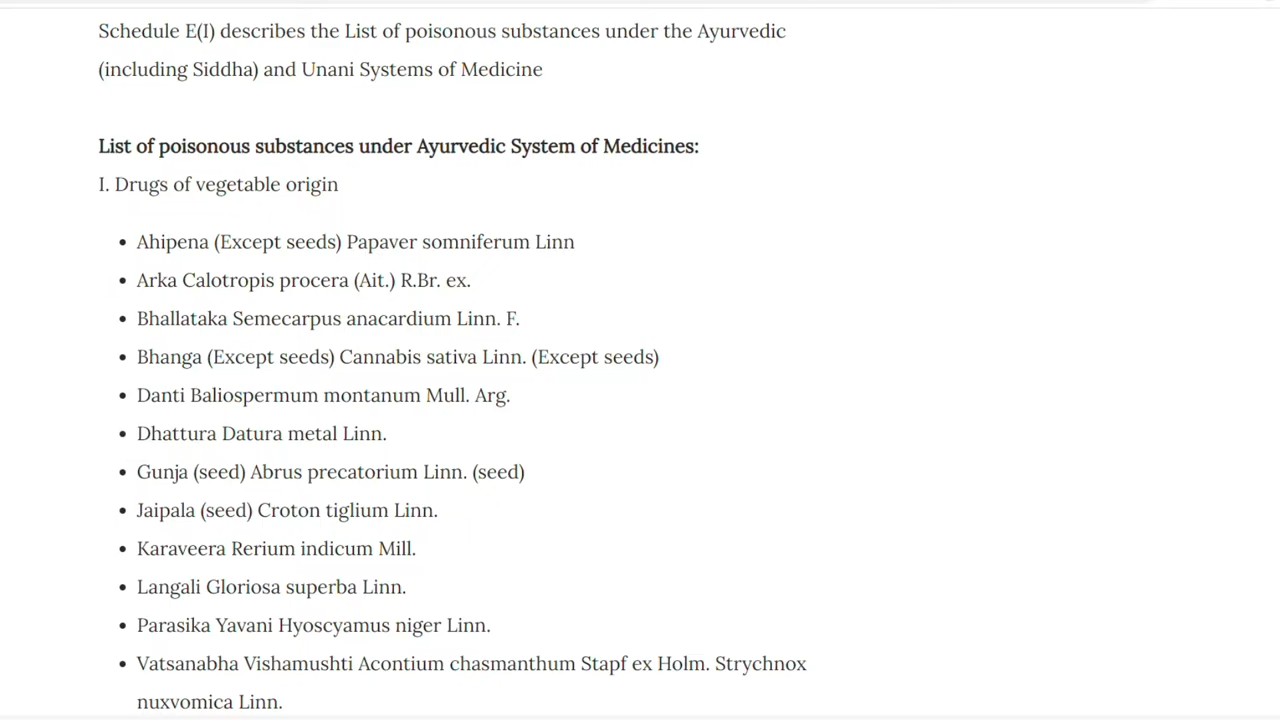 Schedule E(I) describes the List of poisonous substances under the Ayurvedic
(including Siddha) and Unani Systems of Medicine
List of poisonous substances under Ayurvedic System of Medicines:
I. Drugs of vegetable origin
• Ahipena (Except seeds) Papaver somniferum Linn
• Arka Calotropis procera (Ait.) R.Br. ex.
• Bhallataka Semecarpus anacardium Linn. F.
• Bhanga (Except seeds) Cannabis sativa Linn. (Except seeds)
• Danti Baliospermum montanum Mull. Arg.
• Dhattura Datura metal Linn.
• Gunja (seed) Abrus precatorium Linn. (seed)
• Jaipala (seed) Croton tiglium Linn.
• Karaveera Rerium indicum Mill.
• Langali Gloriosa superba Linn.
• Parasika Yavani Hyoscyamus niger Linn.
• Vatsanabha Vishamushti Acontium chasmanthum Stapf ex Holm. Strychnox
nuxvomica Linn.